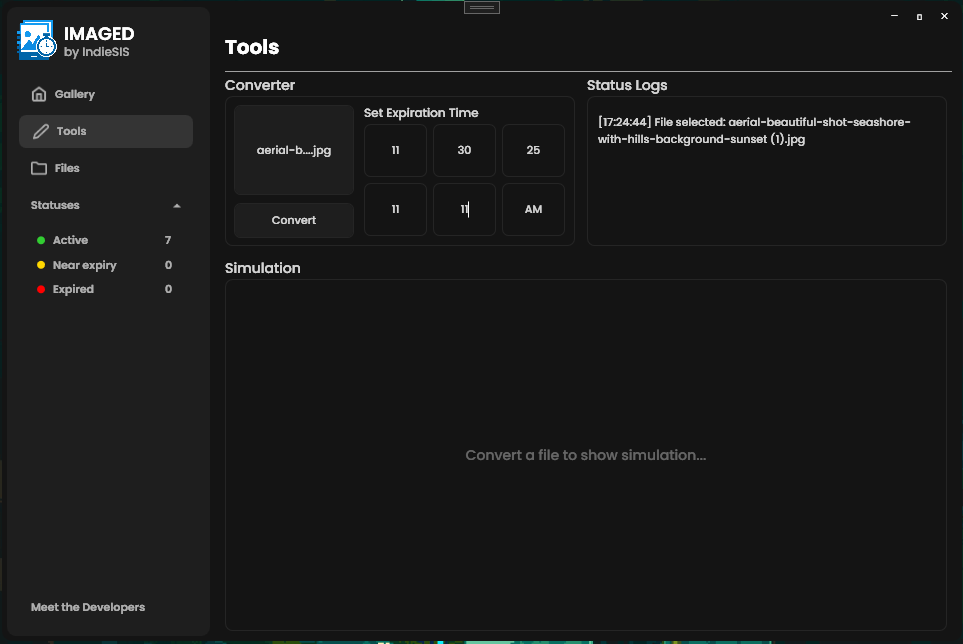 IMAGED
by IndieSIS
Gallery
Tools
Files
Statuses
Active 7
Near expiry 0
Expired 0
Meet the Developers
Tools
Converter
aerial-b....jpg
Convert
Set Expiration Time
11 30 25
11 11 AM
Status Logs
[17:24:44] File selected: aerial-beautiful-shot-seashore-
with-hills-background-sunset (1).jpg
Simulation
Convert a file to show simulation...